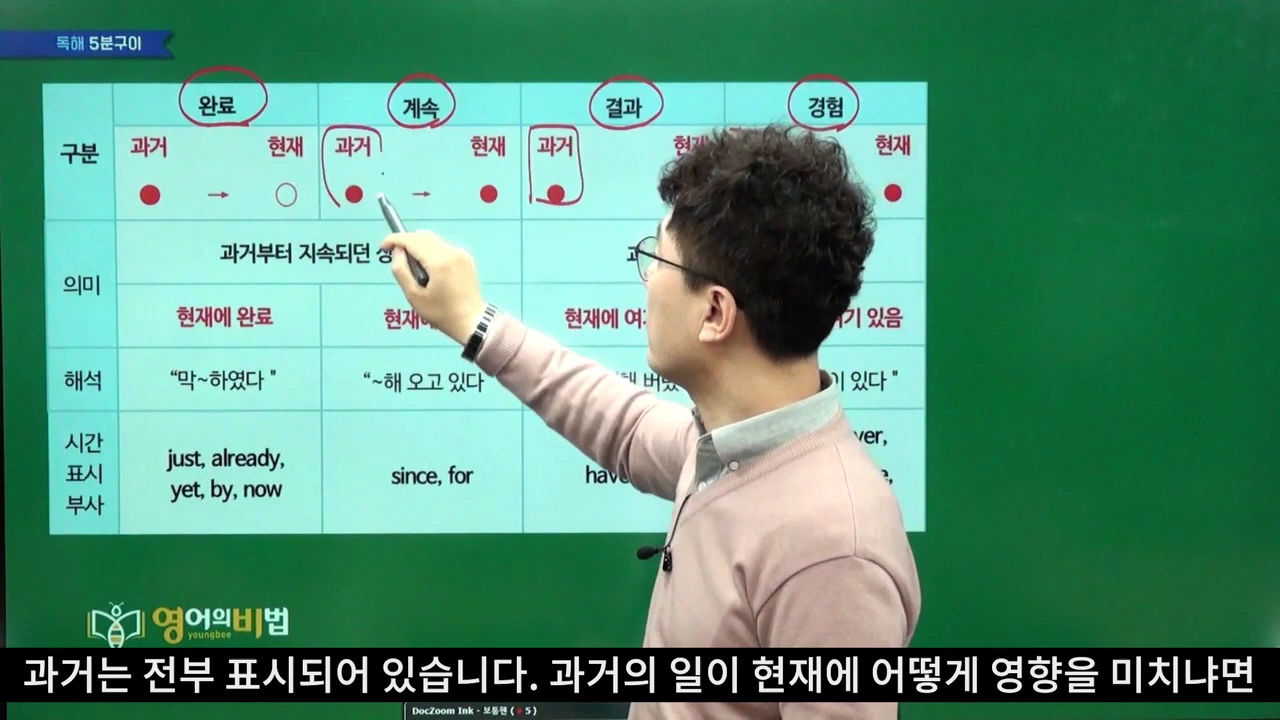 독해 5분구이
완료 계속 결과 경험
구분
과거 현재 과거 현재 과거 현재
의미
과거부터 지속되던
현재에 완료 있음
해석
“막~하였다 " “~해 오고 있다 이 있다 "
시간
표시
부사
just, already,
yet, by, now
since, for
영어의비법
youngbee
과거는 전부 표시되어 있습니다. 과거의 일이 현재에 어떻게 영향을 미치냐면
DocZoom Ink - 보통펜 ( 5 )